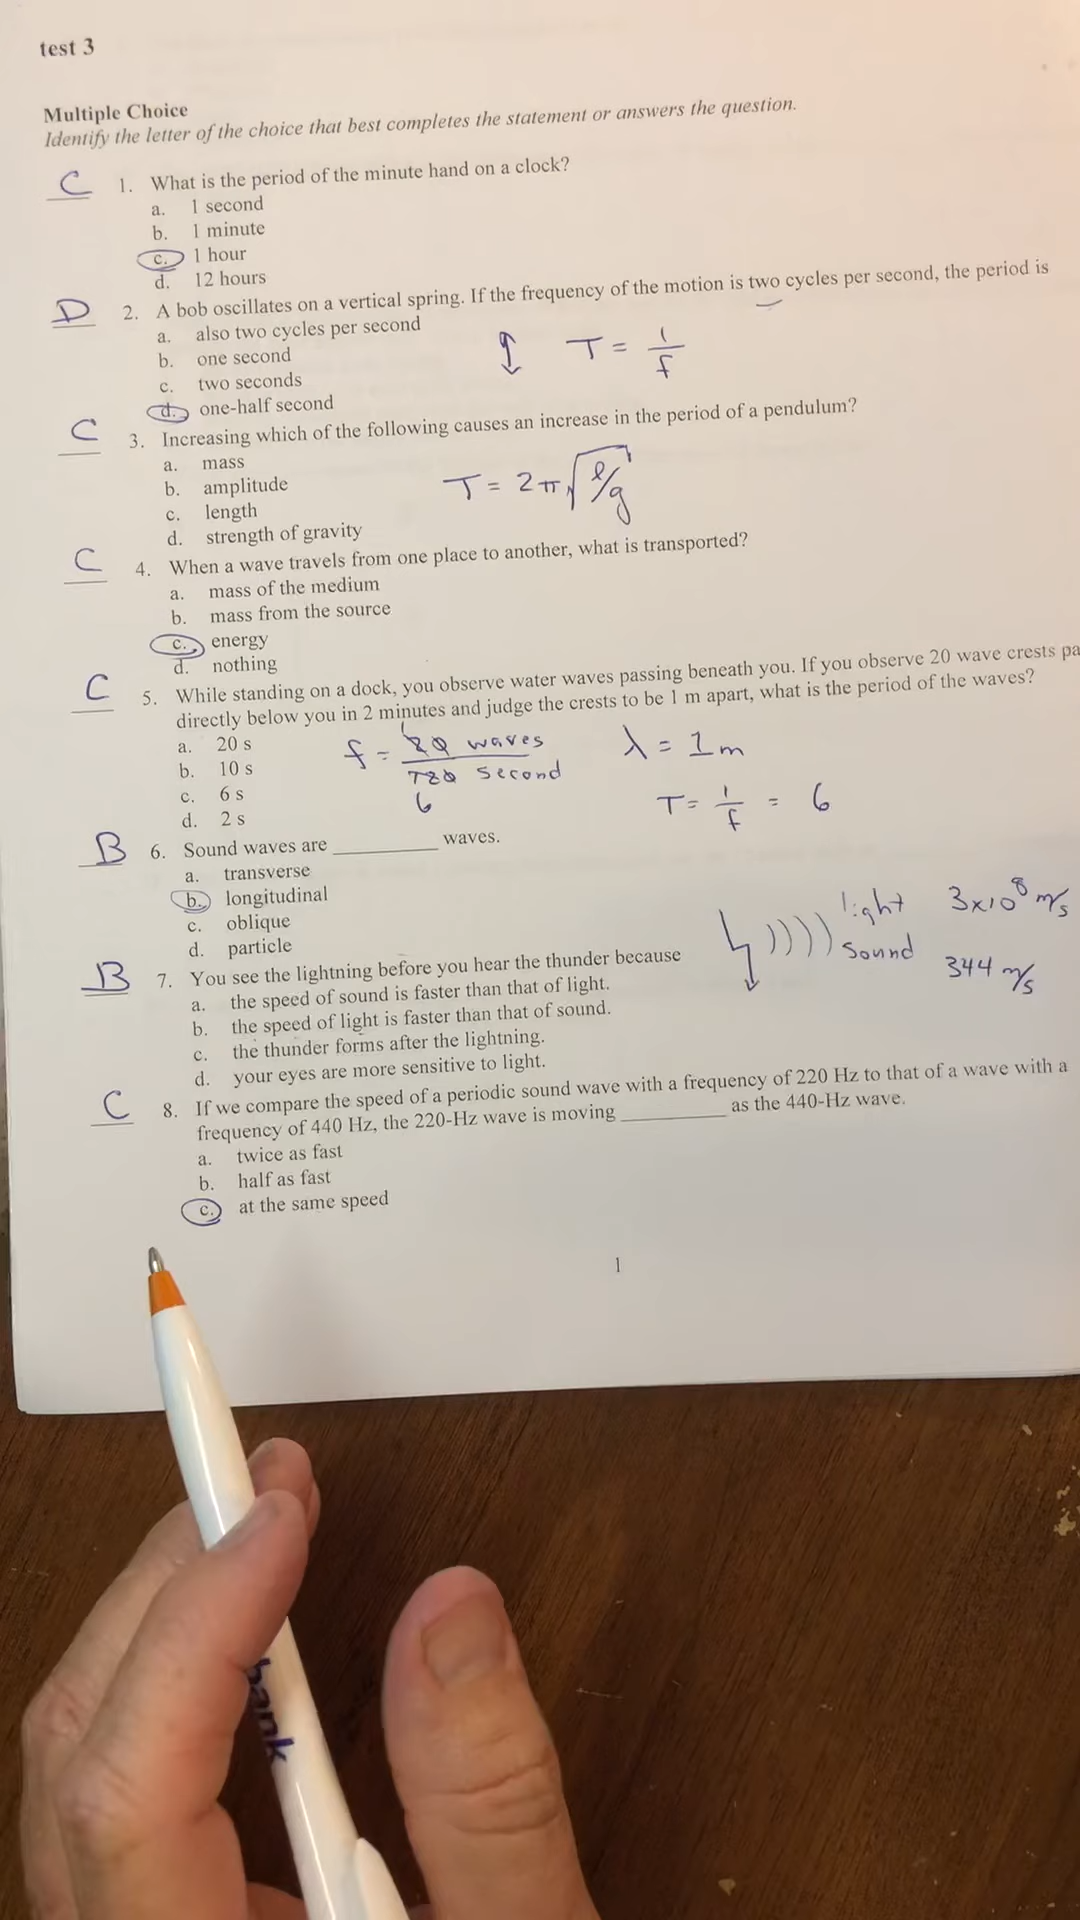 test 3
Multiple Choice
Identify the letter of the choice that best completes the statement or answers the question.
C 1. What is the period of the minute hand on a clock?
a. 1 second
b. 1 minute
c. 1 hour
d. 12 hours
D 2. A bob oscillates on a vertical spring. If the frequency of the motion is two cycles per second, the period is
a. also two cycles per second
b. one second
c. two seconds
d. one-half second
T = 1/f
C 3. Increasing which of the following causes an increase in the period of a pendulum?
a. mass
b. amplitude
c. length
d. strength of gravity
T = 2π√l/g
C 4. When a wave travels from one place to another, what is transported?
a. mass of the medium
b. mass from the source
c. energy
d. nothing
C 5. While standing on a dock, you observe water waves passing beneath you. If you observe 20 wave crests pa
directly below you in 2 minutes and judge the crests to be 1 m apart, what is the period of the waves?
a. 20 s
b. 10 s
c. 6 s
d. 2 s
f = 20 waves
120 second
1
6
λ = 1m
T = 1/f = 6
B 6. Sound waves are __________ waves.
a. transverse
b. longitudinal
c. oblique
d. particle
light 3x10⁸ m/s
sound 344 m/s
B 7. You see the lightning before you hear the thunder because
a. the speed of sound is faster than that of light.
b. the speed of light is faster than that of sound.
c. the thunder forms after the lightning.
d. your eyes are more sensitive to light.
C 8. If we compare the speed of a periodic sound wave with a frequency of 220 Hz to that of a wave with a
frequency of 440 Hz, the 220-Hz wave is moving __________ as the 440-Hz wave.
a. twice as fast
b. half as fast
c. at the same speed
1
bank